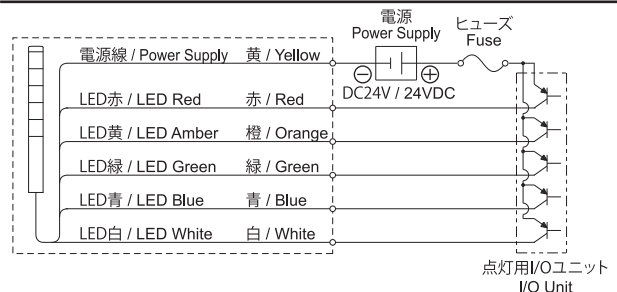 電源
Power Supply
ヒューズ
Fuse
電源線 / Power Supply 黄 / Yellow
⊖ ⊕
DC24V / 24VDC
LED赤 / LED Red 赤 / Red
LED黄 / LED Amber 橙 / Orange
LED緑 / LED Green 緑 / Green
LED青 / LED Blue 青 / Blue
LED白 / LED White 白 / White
点灯用I/Oユニット
I/O Unit